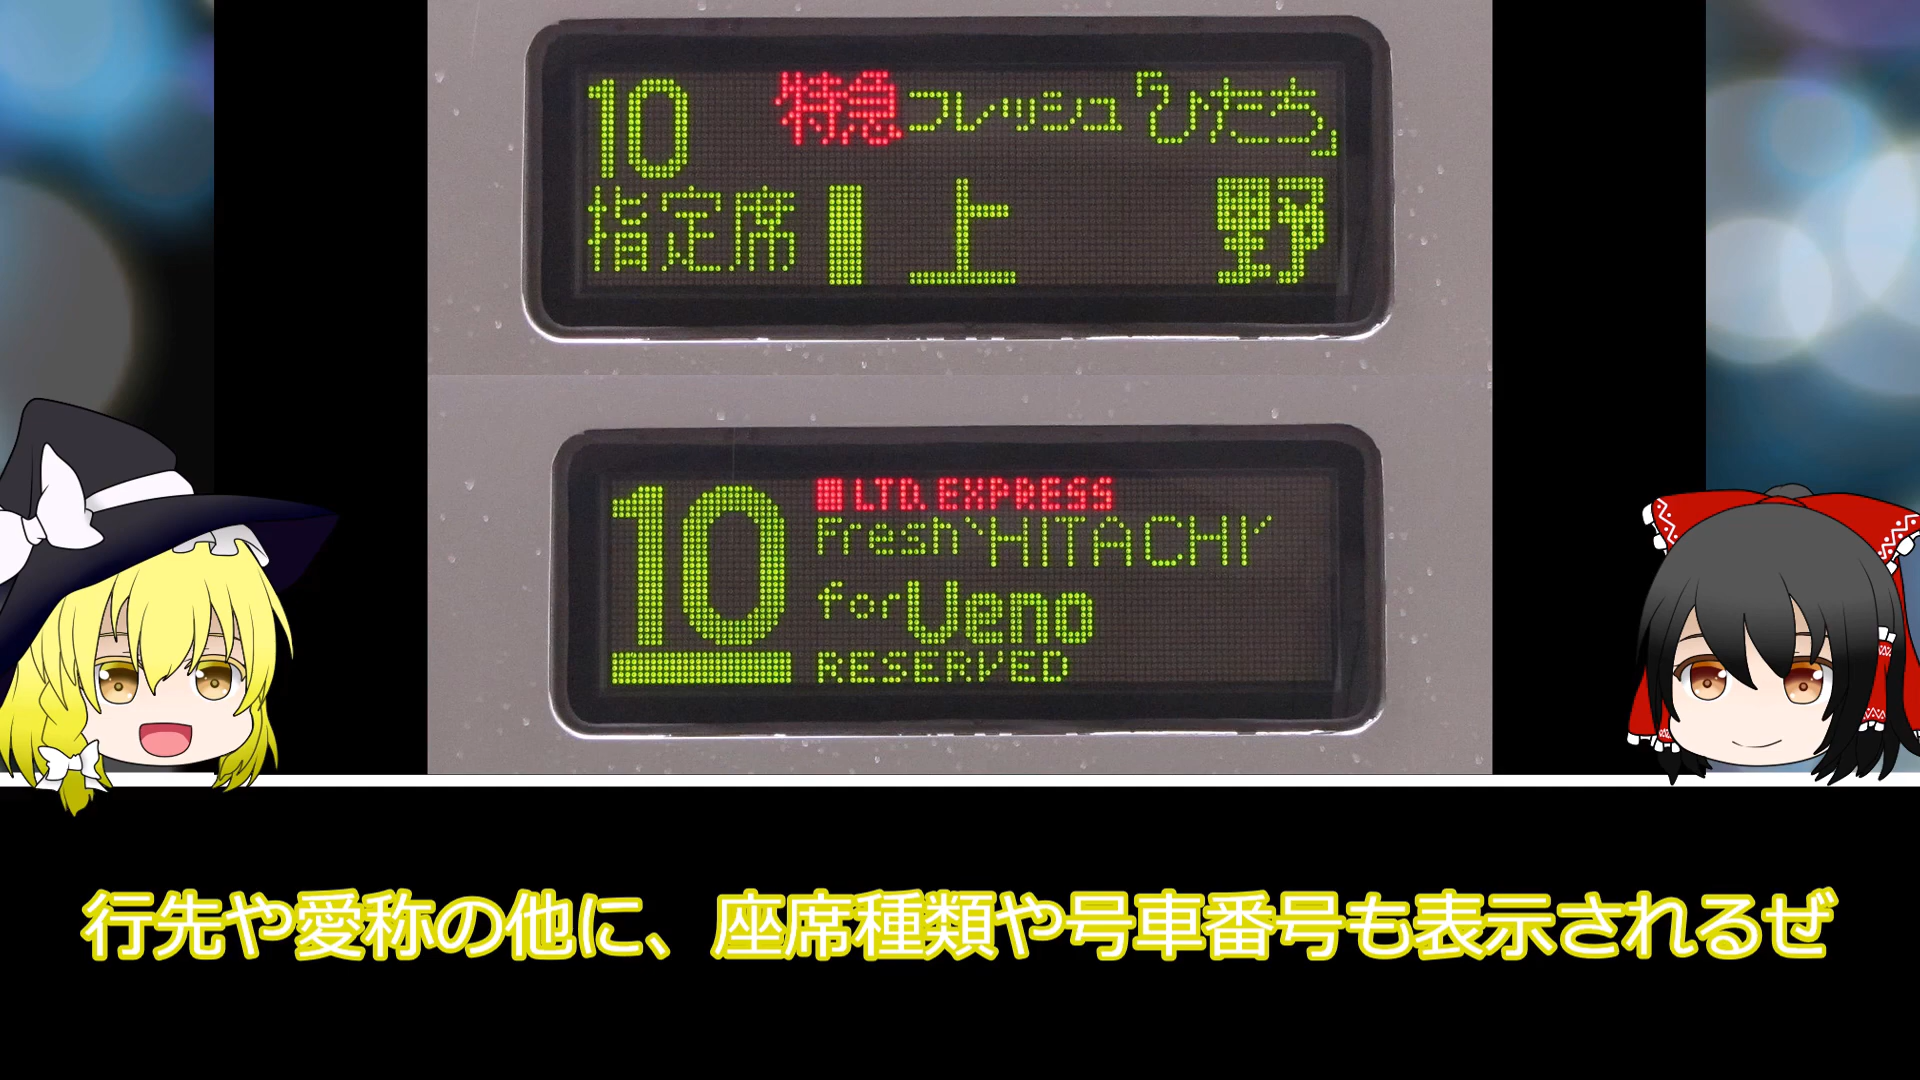 10 特急フレッシュ「ひたち」
指定席 上 野
10 LTD. EXPRESS
Fresh"HITACHI"
for Ueno
RESERVED
行先や愛称の他に、座席種類や号車番号も表示されるぜ